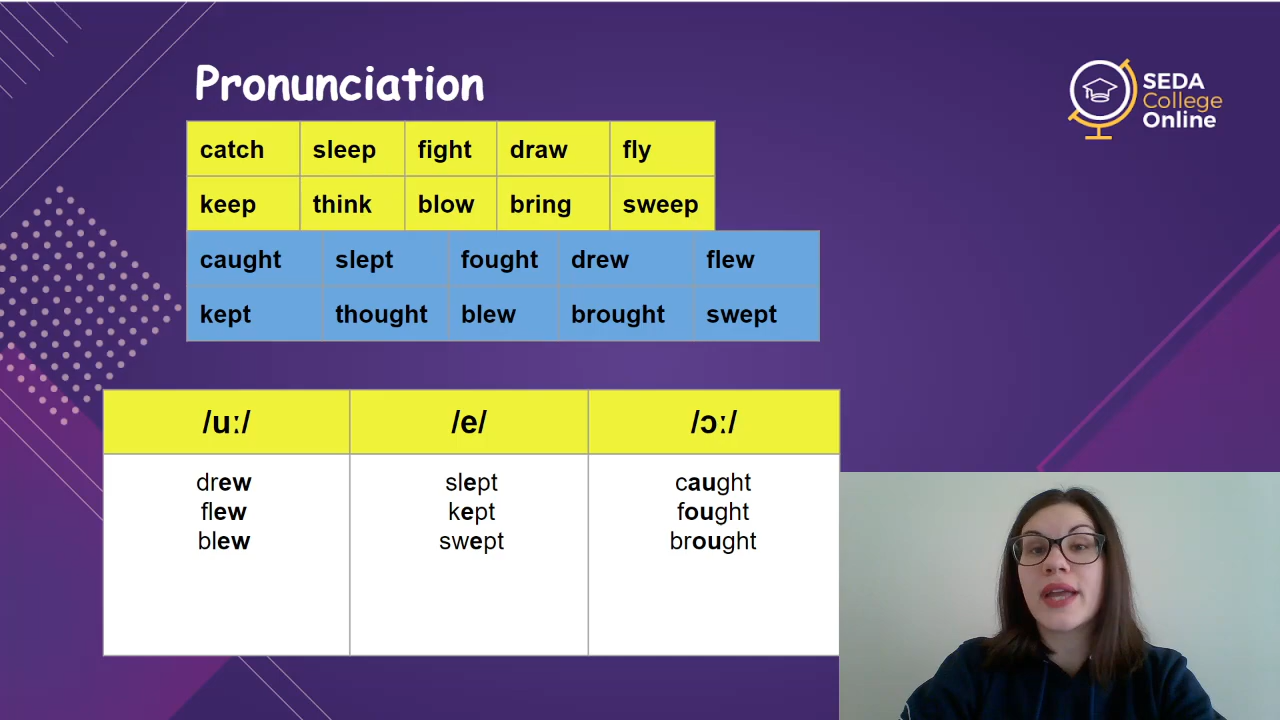 Pronunciation
SEDA
College
Online
catch sleep fight draw fly
keep think blow bring sweep
caught slept fought drew flew
kept thought blew brought swept
/uː/ /e/ /ɔː/
drew slept caught
flew kept fought
blew swept brought